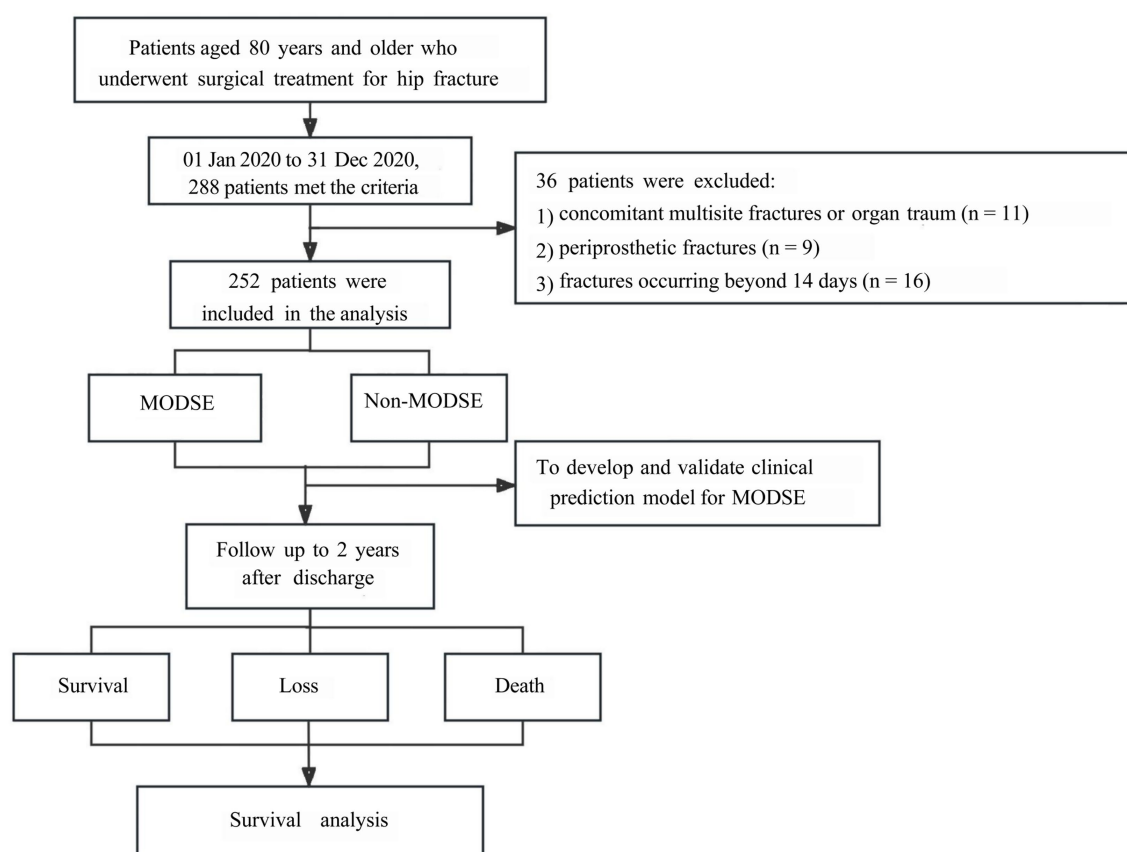 Patients aged 80 years and older who
underwent surgical treatment for hip fracture
01 Jan 2020 to 31 Dec 2020,
288 patients met the criteria
36 patients were excluded:
1) concomitant multisite fractures or organ traum (n = 11)
2) periprosthetic fractures (n = 9)
3) fractures occurring beyond 14 days (n = 16)
252 patients were
included in the analysis
MODSE
Non-MODSE
To develop and validate clinical
prediction model for MODSE
Follow up to 2 years
after discharge
Survival
Loss
Death
Survival analysis